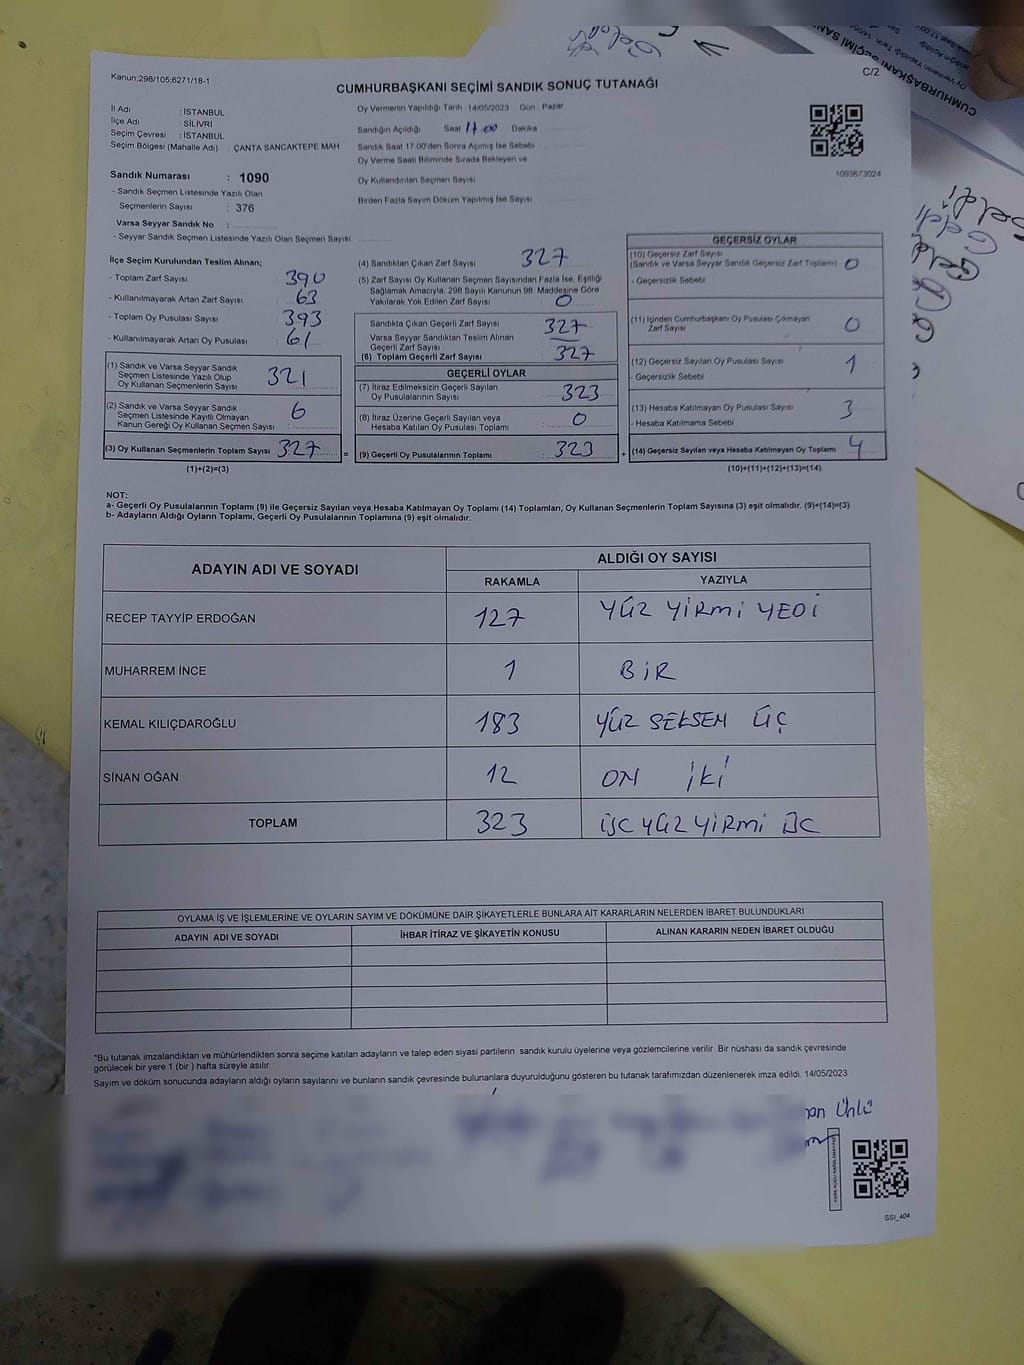 Kanun;298/105;6271/18-1
C/2
CUMHURBAŞKANI SEÇİMİ SANDIK SONUÇ TUTANAĞI
İl Adı : İSTANBUL
İlçe Adı : SİLİVRİ
Seçim Çevresi : İSTANBUL
Seçim Bölgesi (Mahalle Adı) : ÇANTA SANCAKTEPE MAH
Sandık Numarası : 1090
- Sandık Seçmen Listesinde Yazılı Olan
Seçmenlerin Sayısı : 376
Varsa Seyyar Sandık No :
- Seyyar Sandık Seçmen Listesinde Yazılı Olan Seçmen Sayısı:
Oy Vermenin Yapıldığı Tarih : 14/05/2023 Gün : Pazar
Sandığın Açıldığı Saat 17.00 Dakika
Sandık Saat 17.00'den Sonra Açımış İse Sebebi
Oy Verme Saati Bitiminde Sırada Bekleyen ve
Oy Kullandırılan Seçmen Sayısı
Birden Fazla Sayım Döküm Yapılmış İse Sayısı
1093673024
İlçe Seçim Kurulundan Teslim Alınan;
- Toplam Zarf Sayısı : 390
- Kullanılmayarak Artan Zarf Sayısı : 63
- Toplam Oy Pusulası Sayısı : 393
- Kullanılmayarak Artan Oy Pusulası : 61
(1) Sandık ve Varsa Seyyar Sandık
Seçmen Listesinde Yazılı Olup
Oy Kullanan Seçmenlerin Sayısı 321
(2) Sandık ve Varsa Seyyar Sandık
Seçmen Listesinde Kayıtlı Olmayan
Kanun Gereği Oy Kullanan Seçmen Sayısı : 6
(3) Oy Kullanan Seçmenlerin Toplam Sayısı 327
(1)+(2)=(3)
(4) Sandıktan Çıkan Zarf Sayısı 327
(5) Zarf Sayısı Oy Kullanan Seçmen Sayısından Fazla İse, Eşitliği
Sağlamak Amacıyla, 298 Sayılı Kanunun 98. Maddesine Göre
Yakılarak Yok Edilen Zarf Sayısı : 0
Sandıkta Çıkan Geçerli Zarf Sayısı 327
Varsa Seyyar Sandıktan Teslim Alınan
Geçerli Zarf Sayısı
(6) Toplam Geçerli Zarf Sayısı : 327
GEÇERLİ OYLAR
(7) İtiraz Edilmeksizin Geçerli Sayılan
Oy Pusulalarının Sayısı : 323
(8) İtiraz Üzerine Geçerli Sayılan veya
Hesaba Katılan Oy Pusulası Toplamı : 0
= (9) Geçerli Oy Pusulalarının Toplamı : 323
GEÇERSİZ OYLAR
(10) Geçersiz Zarf Sayısı
(Sandık ve Varsa Seyyar Sandık Geçersiz Zarf Toplamı) : 0
- Geçersizlik Sebebi
(11) İçinden Cumhurbaşkanı Oy Pusulası Çıkmayan
Zarf Sayısı 0
(12) Geçersiz Sayılan Oy Pusulası Sayısı 1
- Geçersizlik Sebebi
(13) Hesaba Katılmayan Oy Pusulası Sayısı : 3
- Hesaba Katılmama Sebebi
+ (14) Geçersiz Sayılan veya Hesaba Katılmayan Oy Toplamı : 4
(10)+(11)+(12)+(13)=(14)
NOT:
a- Geçerli Oy Pusulalarının Toplamı (9) ile Geçersiz Sayılan veya Hesaba Katılmayan Oy Toplamı (14) Toplamları, Oy Kullanan Seçmenlerin Toplam Sayısına (3) eşit olmalıdır. (9)+(14)=(3)
b- Adayların Aldığı Oyların Toplamı, Geçerli Oy Pusulalarının Toplamına (9) eşit olmalıdır.
ADAYIN ADI VE SOYADI
ALDIĞI OY SAYISI
RAKAMLA YAZIYLA
RECEP TAYYİP ERDOĞAN 127 YÜZ YİRMİ YEDİ
MUHARREM İNCE 1 BİR
KEMAL KILIÇDAROĞLU 183 YÜZ SEKSEN ÜÇ
SİNAN OĞAN 12 ON İKİ
TOPLAM 323 ÜÇ YÜZ YİRMİ ÜÇ
OYLAMA İŞ VE İŞLEMLERİNE VE OYLARIN SAYIM VE DÖKÜMÜNE DAİR ŞİKAYETLERLE BUNLARA AİT KARARLARIN NELERDEN İBARET BULUNDUKLARI
ADAYIN ADI VE SOYADI İHBAR İTİRAZ VE ŞİKAYETİN KONUSU ALINAN KARARIN NEDEN İBARET OLDUĞU
*Bu tutanak imzalandıktan ve mühürlendikten sonra seçime katılan adayların ve talep eden siyasi partilerin sandık kurulu üyelerine veya gözlemcilerine verilir .Bir nüshası da sandık çevresinde
görülecek bir yere 1 (bir ) hafta süreyle asılır.
Sayım ve döküm sonucunda adayların aldığı oyların sayılarını ve bunların sandık çevresinde bulunanlara duyurulduğunu gösteren bu tutanak tarafımızdan düzenlenerek imza edildi. 14/05/2023
Ünlü
SSI_404